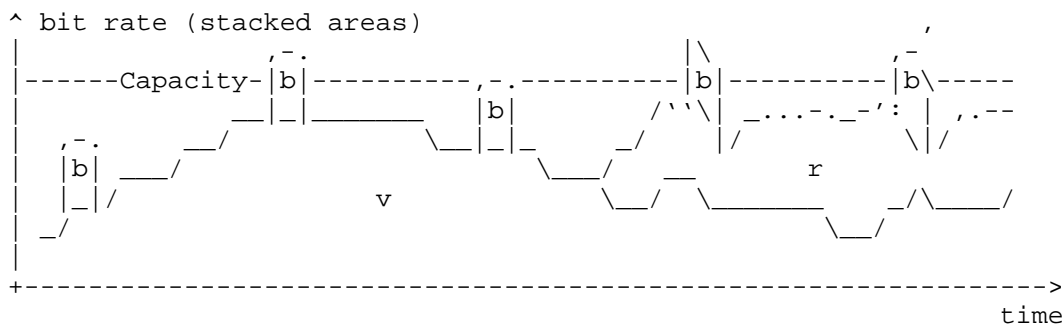 bit rate (stacked areas)
Capacity b b b
b
b
r
v
time